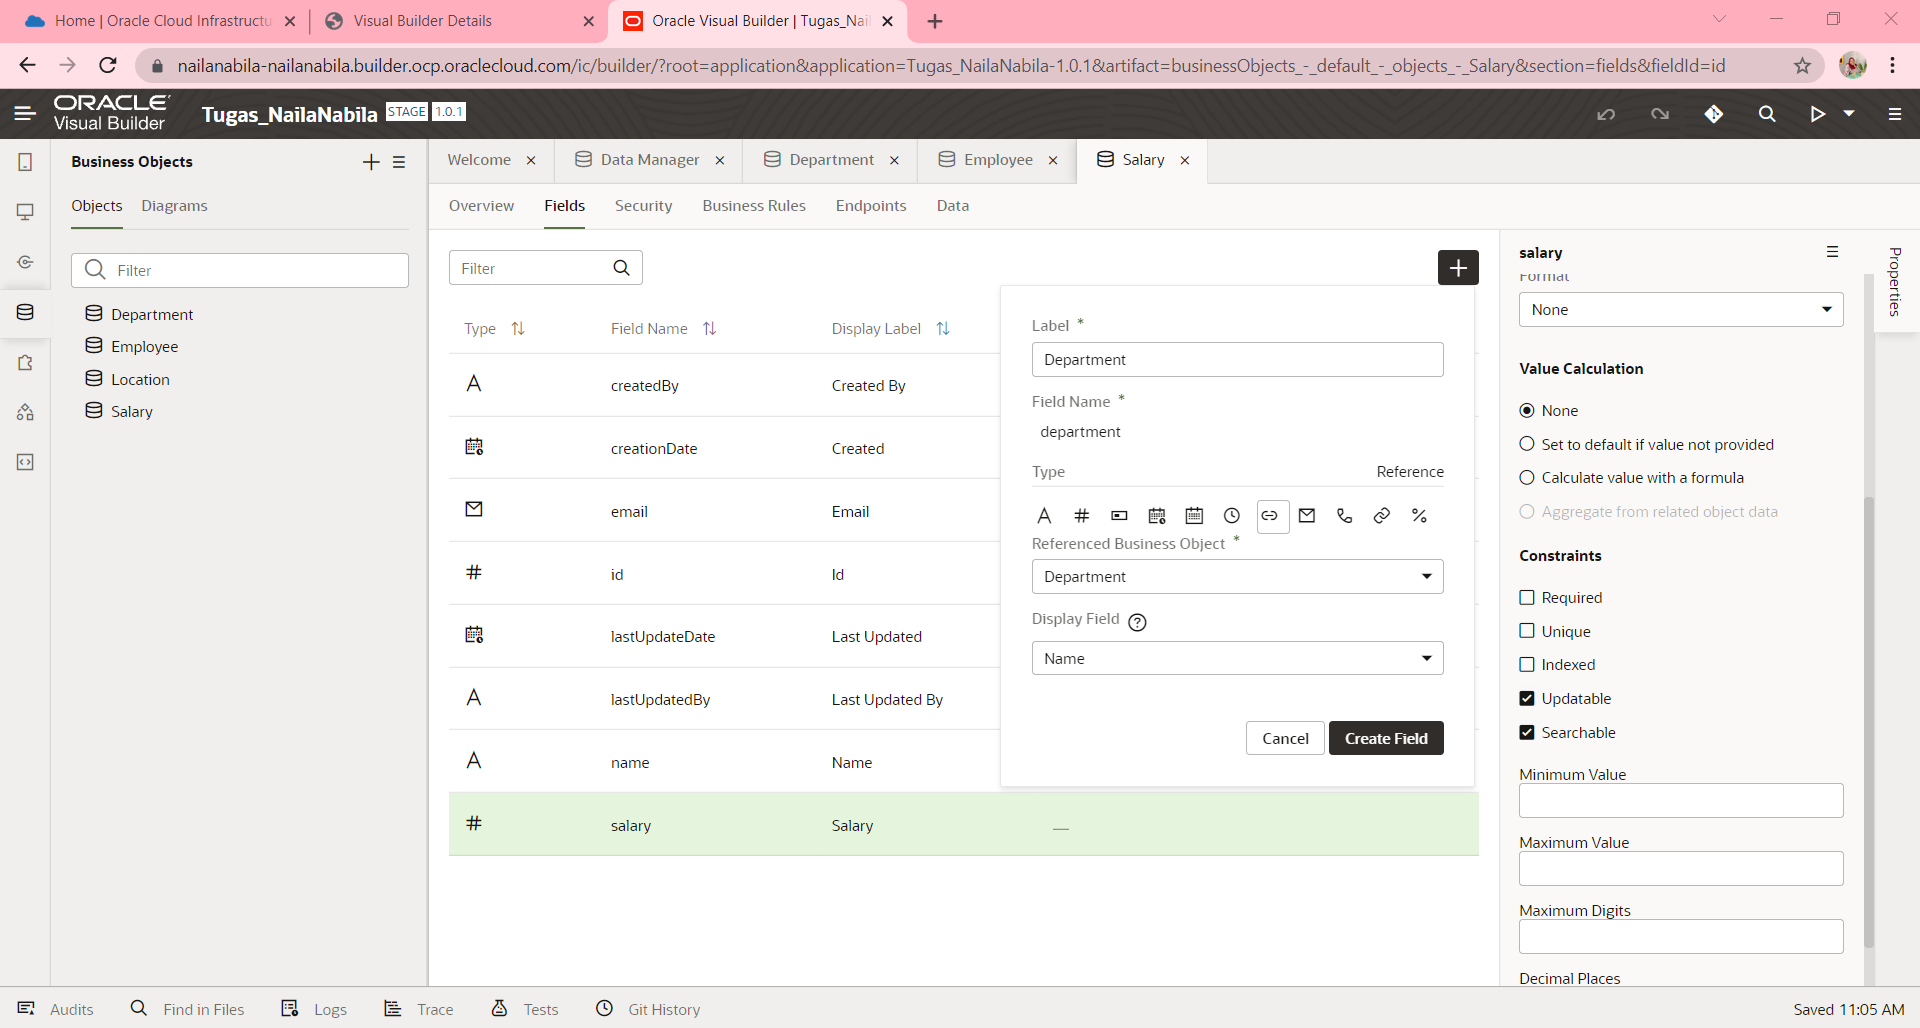 Home | Oracle Cloud Infrastructu
Visual Builder Details
Oracle Visual Builder | Tugas_Nail
nailanabila-nailanabila.builder.ocp.oraclecloud.com/ic/builder/?root=application&application=Tugas_NailaNabila-1.0.1&artifact=businessObjects_-_default_-_objects_-_Salary&section=fields&fieldId=id
ORACLE
Visual Builder
Tugas_NailaNabila STAGE 1.0.1
Business Objects
Objects Diagrams
Filter
Department
Employee
Location
Salary
Welcome
Data Manager
Department
Employee
Salary
Overview Fields Security Business Rules Endpoints Data
Filter
Type Field Name Display Label
createdBy Created By
creationDate Created
email Email
# id Id
lastUpdateDate Last Updated
lastUpdatedBy Last Updated By
name Name
# salary Salary —
Label *
Department
Field Name *
department
Type Reference
Referenced Business Object *
Department
Display Field ?
Name
Cancel Create Field
salary
Format
None
Value Calculation
None
Set to default if value not provided
Calculate value with a formula
Aggregate from related object data
Constraints
Required
Unique
Indexed
Updatable
Searchable
Minimum Value
Maximum Value
Maximum Digits
Decimal Places
Properties
Audits Find in Files Logs Trace Tests Git History Saved 11:05 AM